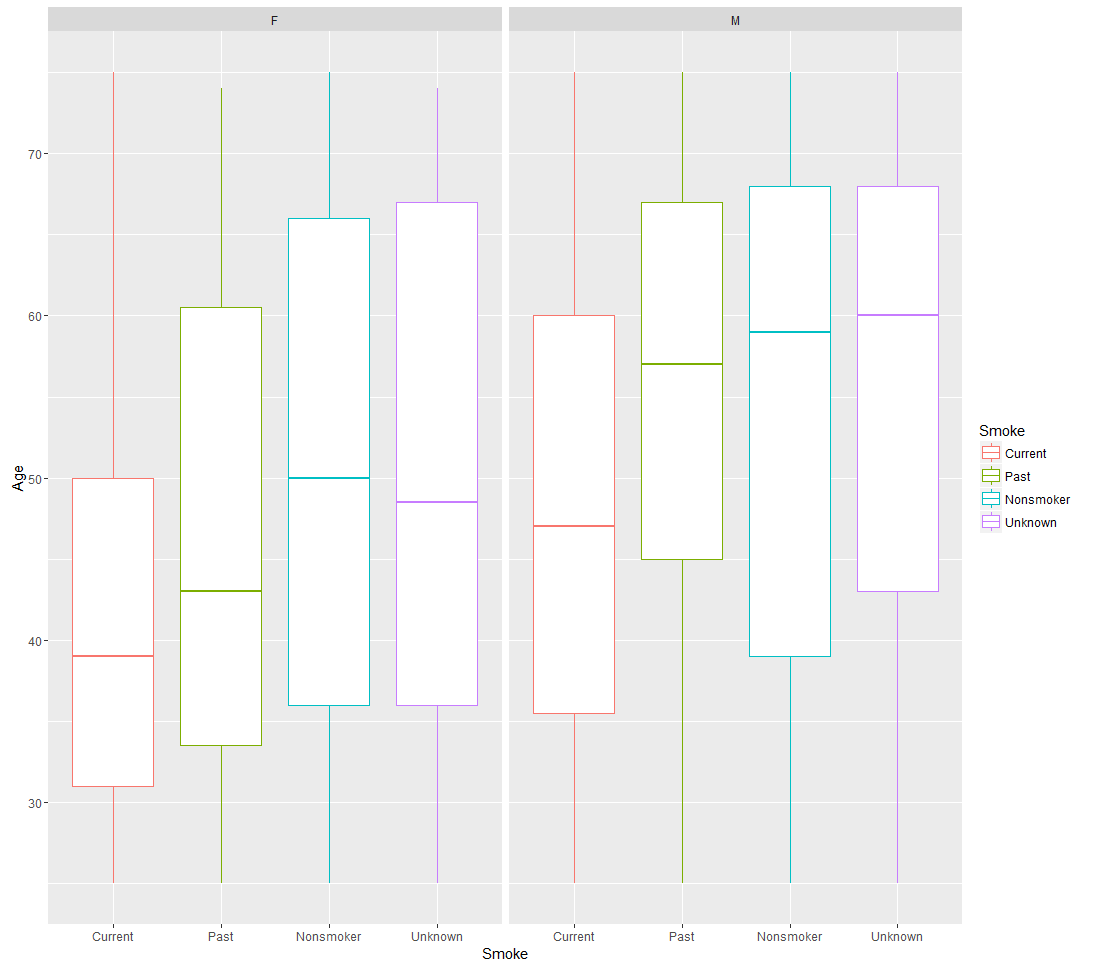 F
M
Age
70
60
50
40
30
Current
Past
Nonsmoker
Unknown
Current
Past
Nonsmoker
Unknown
Smoke
Smoke
Current
Past
Nonsmoker
Unknown